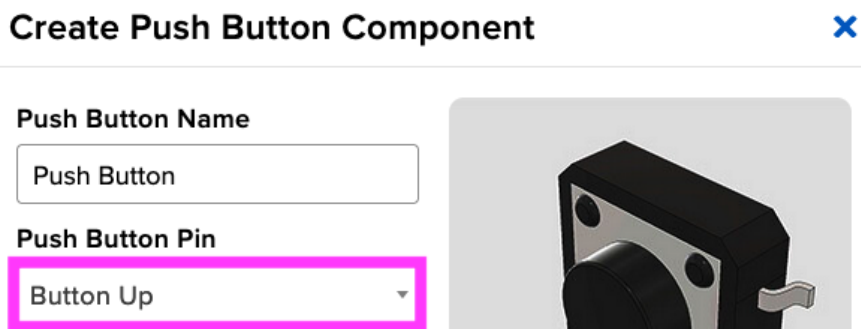 Create Push Button Component
Push Button Name
Push Button
Push Button Pin
Button Up